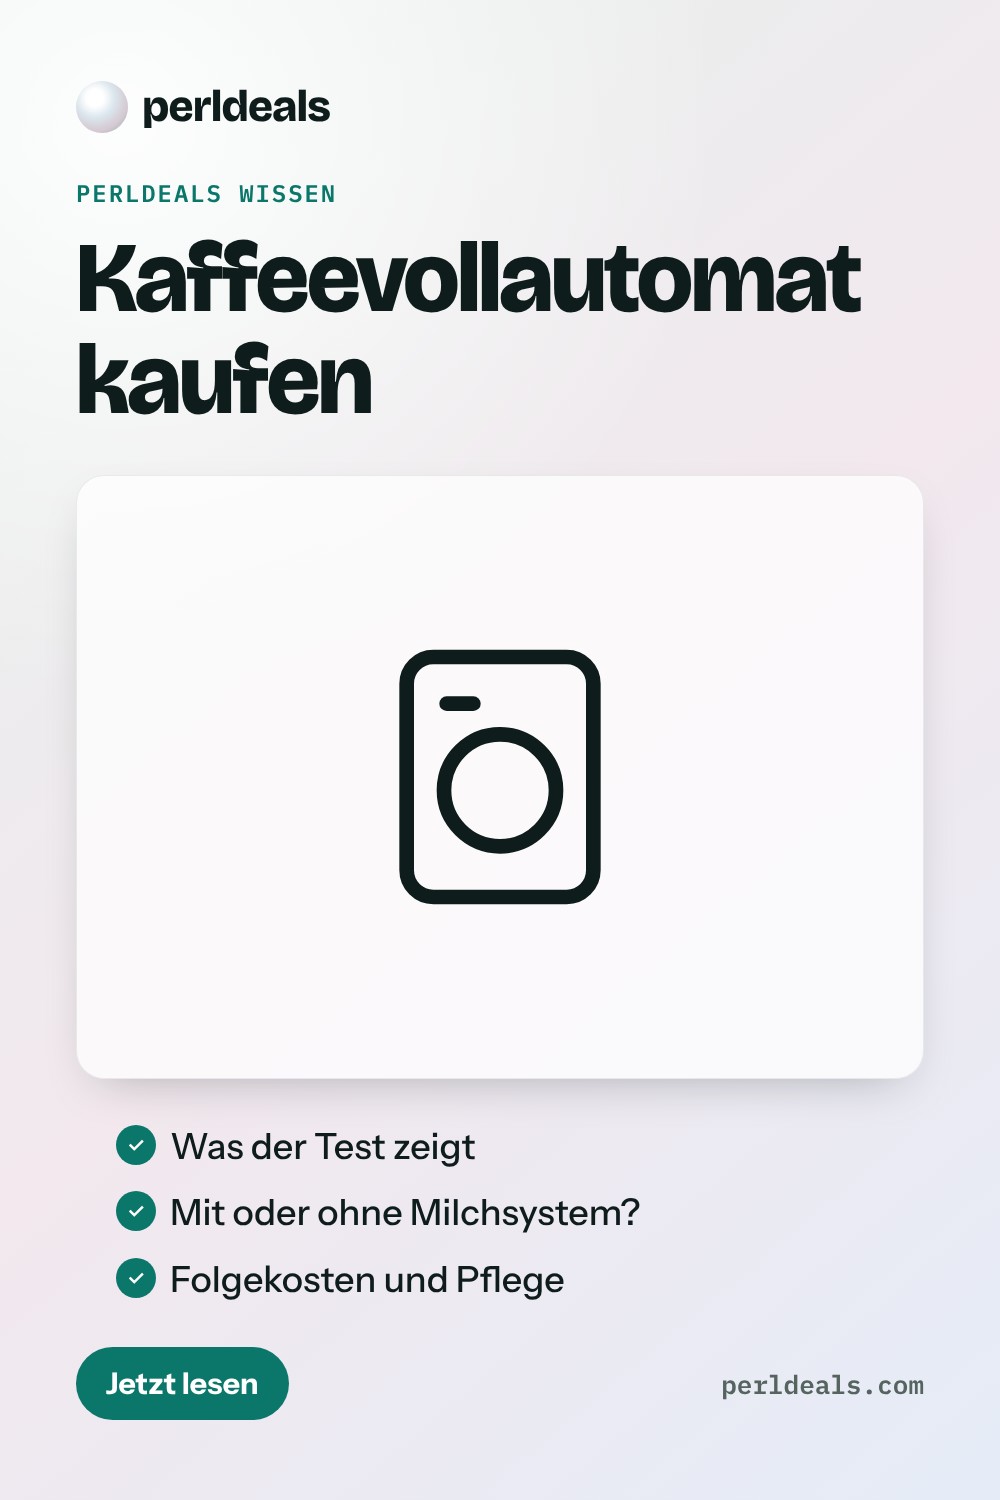 perldeals
PERLDEALS WISSEN
Kaffeevollautomat
kaufen
Was der Test zeigt
Mit oder ohne Milchsystem?
Folgekosten und Pflege
Jetzt lesen
perldeals.com